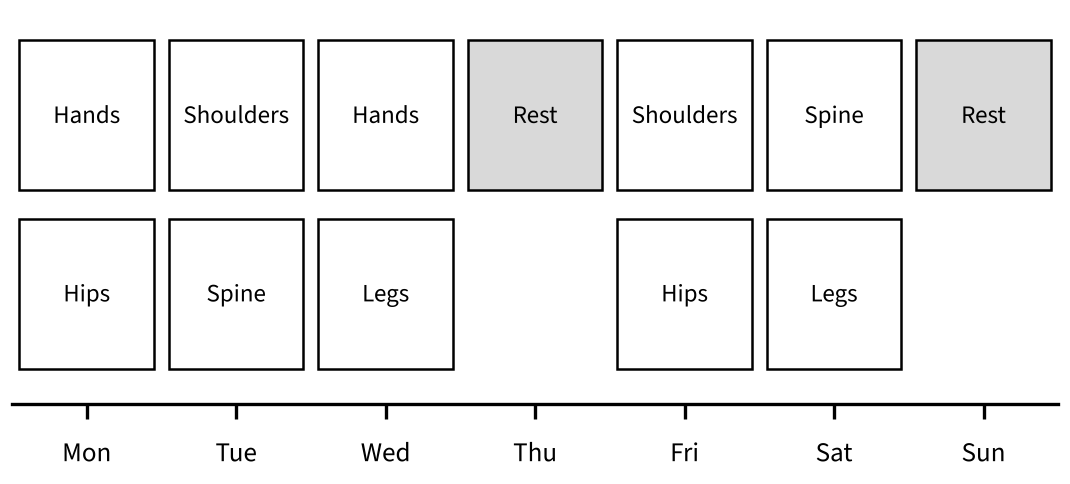 Hands Shoulders Hands Rest Shoulders Spine Rest
Hips Spine Legs Hips Legs
Mon Tue Wed Thu Fri Sat Sun